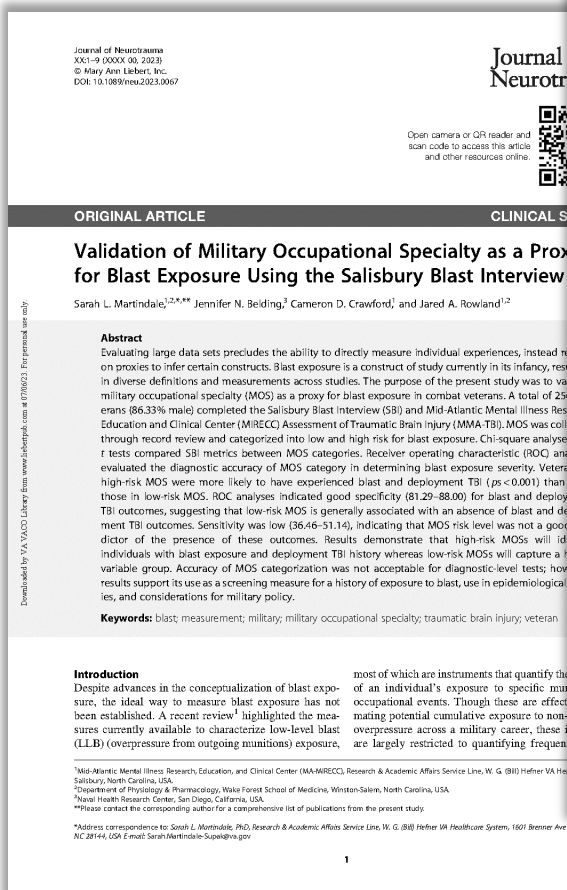 Journal of Neurotrauma
XX:1–9 (XXXX 00, 2023)
© Mary Ann Liebert, Inc.
DOI: 10.1089/neu.2023.0067
Journal
Neurotr
Open camera or QR reader and
scan code to access this article
and other resources online.
ORIGINAL ARTICLE
CLINICAL S
Validation of Military Occupational Specialty as a Prox
for Blast Exposure Using the Salisbury Blast Interview
Sarah L. Martindale,1,2,*,** Jennifer N. Belding,3 Cameron D. Crawford,1 and Jared A. Rowland1,2
Abstract
Evaluating large data sets precludes the ability to directly measure individual experiences, instead re
on proxies to infer certain constructs. Blast exposure is a construct of study currently in its infancy, resu
in diverse definitions and measurements across studies. The purpose of the present study was to va
military occupational specialty (MOS) as a proxy for blast exposure in combat veterans. A total of 25
erans (86.33% male) completed the Salisbury Blast Interview (SBI) and Mid-Atlantic Mental Illness Res
Education and Clinical Center (MIRECC) Assessment of Traumatic Brain Injury (MMA-TBI). MOS was coll
through record review and categorized into low and high risk for blast exposure. Chi-square analyse
t tests compared SBI metrics between MOS categories. Receiver operating characteristic (ROC) ana
evaluated the diagnostic accuracy of MOS category in determining blast exposure severity. Vetera
high-risk MOS were more likely to have experienced blast and deployment TBI (ps < 0.001) than
those in low-risk MOS. ROC analyses indicated good specificity (81.29–88.00) for blast and deploy
TBI outcomes, suggesting that low-risk MOS is generally associated with an absence of blast and de
ment TBI outcomes. Sensitivity was low (36.46–51.14), indicating that MOS risk level was not a good
dictor of the presence of these outcomes. Results demonstrate that high-risk MOSs will id
individuals with blast exposure and deployment TBI history whereas low-risk MOSs will capture a h
variable group. Accuracy of MOS categorization was not acceptable for diagnostic-level tests; how
results support its use as a screening measure for a history of exposure to blast, use in epidemiological
ies, and considerations for military policy.
Keywords: blast; measurement; military; military occupational specialty; traumatic brain injury; veteran
Downloaded by VA VACO Library from www.liebertpub.com at 07/06/23. For personal use only.
Introduction
Despite advances in the conceptualization of blast expo-
sure, the ideal way to measure blast exposure has not
been established. A recent review1 highlighted the mea-
sures currently available to characterize low-level blast
(LLB) (overpressure from outgoing munitions) exposure,
most of which are instruments that quantify the
of an individual's exposure to specific mu
occupational events. Though these are effect
mating potential cumulative exposure to non-
overpressure across a military career, these i
are largely restricted to quantifying frequen
1Mid-Atlantic Mental Illness Research, Education, and Clinical Center (MA-MIRECC), Research & Academic Affairs Service Line, W. G. (Bill) Hefner VA Hea
Salisbury, North Carolina, USA.
2Department of Physiology & Pharmacology, Wake Forest School of Medicine, Winston-Salem, North Carolina, USA.
3Naval Health Research Center, San Diego, California, USA.
**Please contact the corresponding author for a comprehensive list of publications from the present study.
*Address correspondence to: Sarah L. Martindale, PhD, Research & Academic Affairs Service Line, W. G. (Bill) Hefner VA Healthcare System, 1601 Brenner Ave
NC 28144, USA E-mail: Sarah.Martindale-Supak@va.gov
1